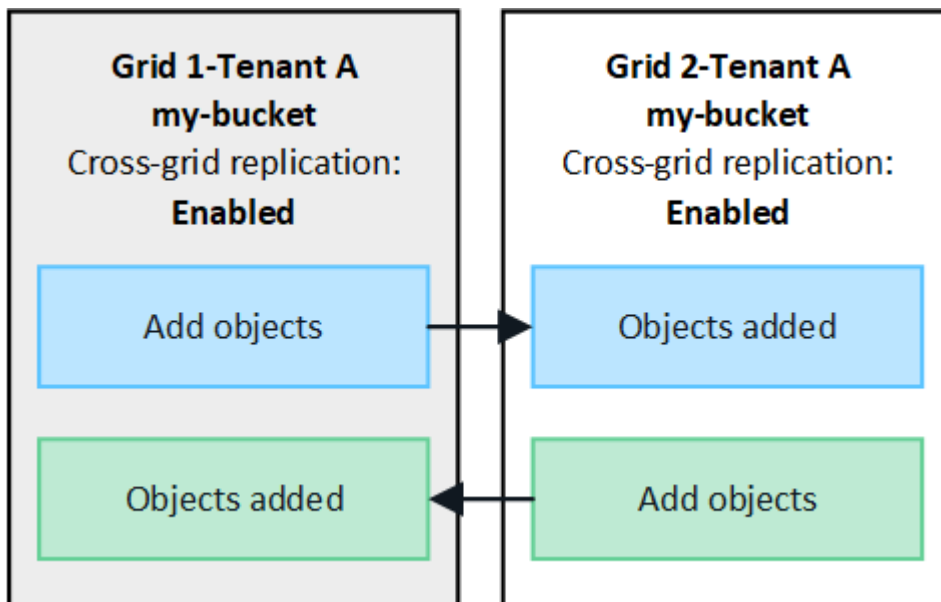 Grid 1-Tenant A
my-bucket
Cross-grid replication:
Enabled
Add objects
Objects added
Grid 2-Tenant A
my-bucket
Cross-grid replication:
Enabled
Objects added
Add objects